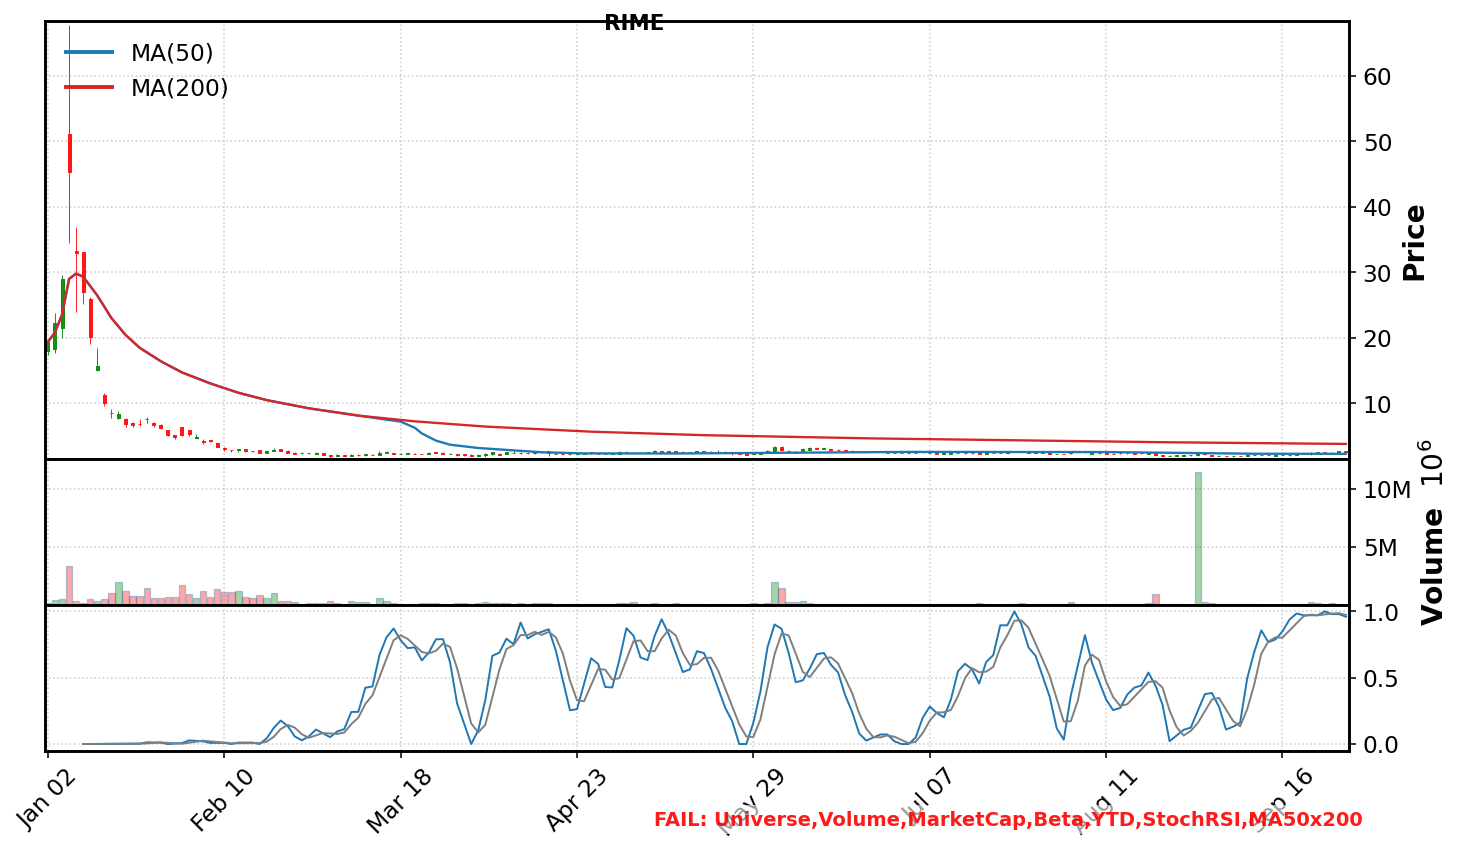 RIME
MA(50)
MA(200)
60
50
40
30
20
10
Price
10M
5M
Volume 10^6
1.0
0.5
0.0
Jan 02
Feb 10
Mar 18
Apr 23
May 29
Jul 07
Aug 11
Sep 16
FAIL: Universe,Volume,MarketCap,Beta,YTD,StochRSI,MA50x200